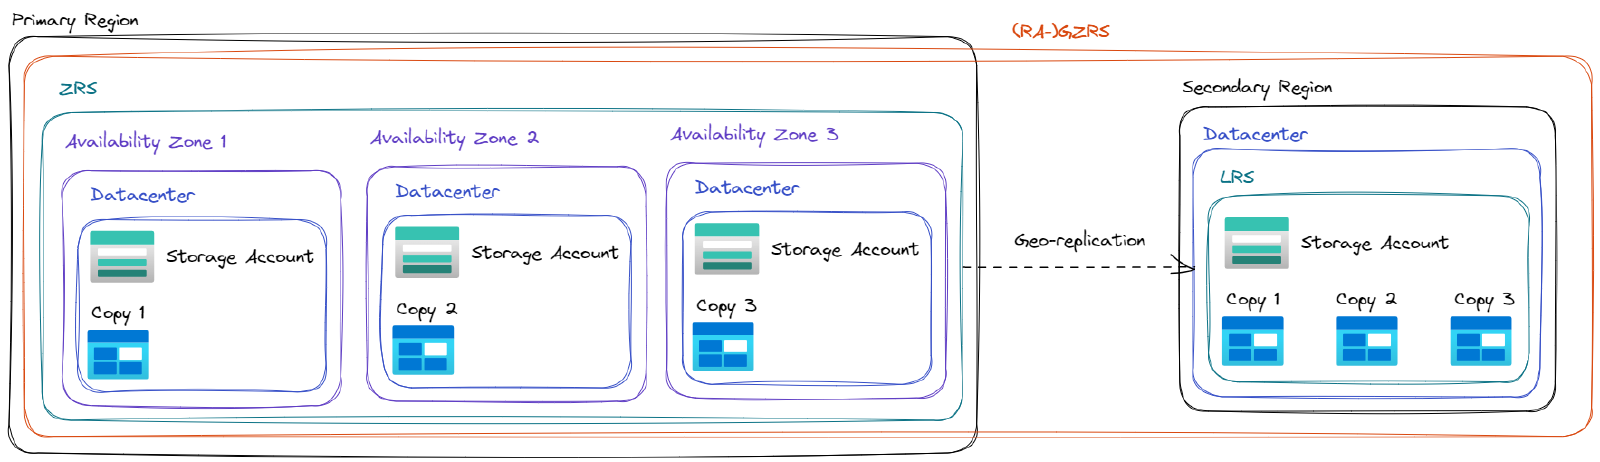 Primary Region
(RA-)GZRS
ZRS
Availability Zone 1
Datacenter
Storage Account
Copy 1
Availability Zone 2
Datacenter
Storage Account
Copy 2
Availability Zone 3
Datacenter
Storage Account
Copy 3
Geo-replication
Secondary Region
Datacenter
LRS
Storage Account
Copy 1
Copy 2
Copy 3